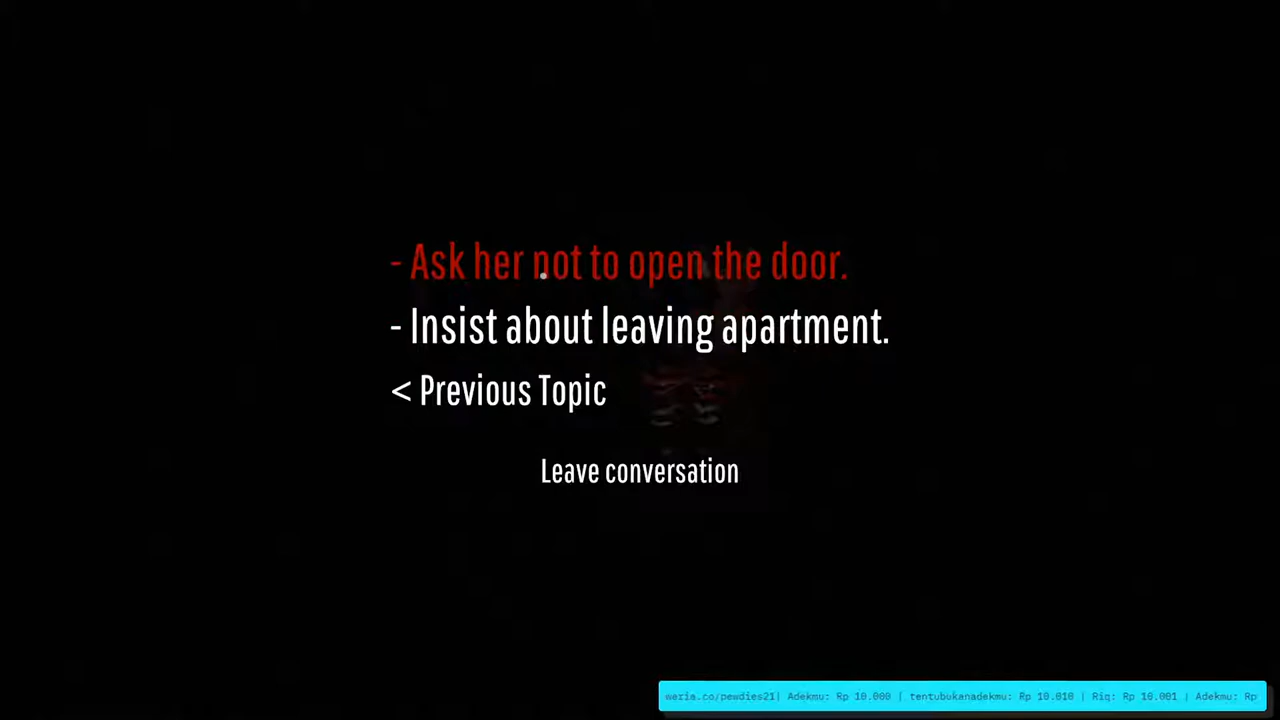 - Ask her not to open the door.
- Insist about leaving apartment.
< Previous Topic
Leave conversation
weria.co/pewdies21| Adekmu: Rp 10.000 | tentubukanadekmu: Rp 10.010 | Riq: Rp 10.001 | Adekmu: Rp